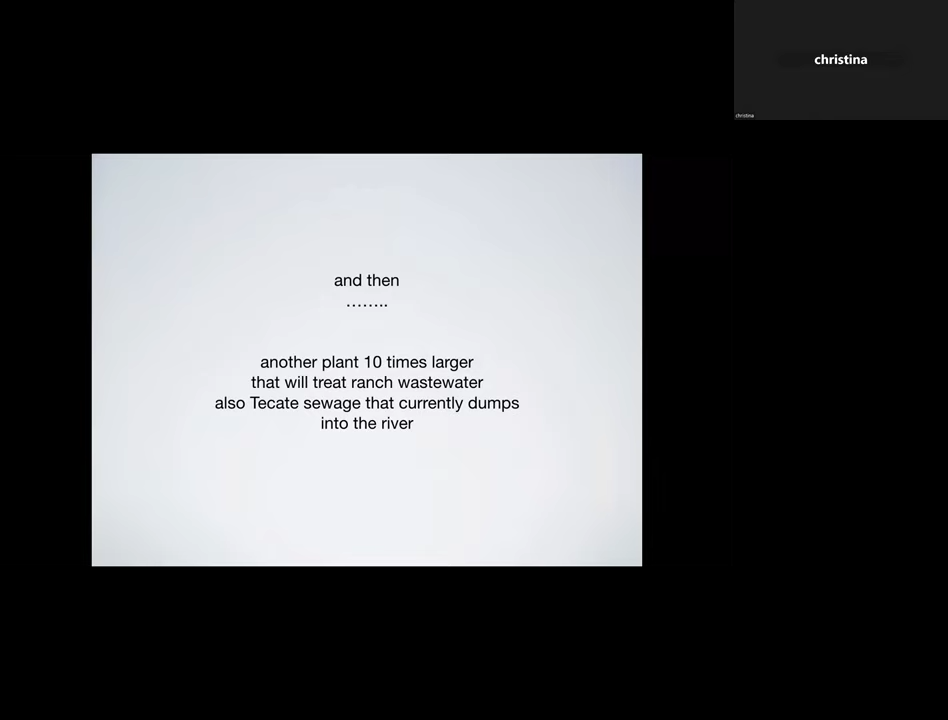 christina
christina
and then
........
another plant 10 times larger
that will treat ranch wastewater
also Tecate sewage that currently dumps
into the river